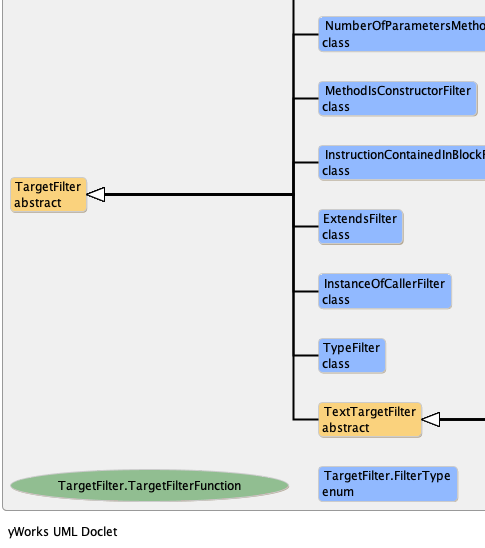 NumberOfParametersMetho
class
MethodIsConstructorFilter
class
InstructionContainedInBlockF
class
TargetFilter
abstract
ExtendsFilter
class
InstanceOfCallerFilter
class
TypeFilter
class
TextTargetFilter
abstract
TargetFilter.TargetFilterFunction
TargetFilter.FilterType
enum
yWorks UML Doclet